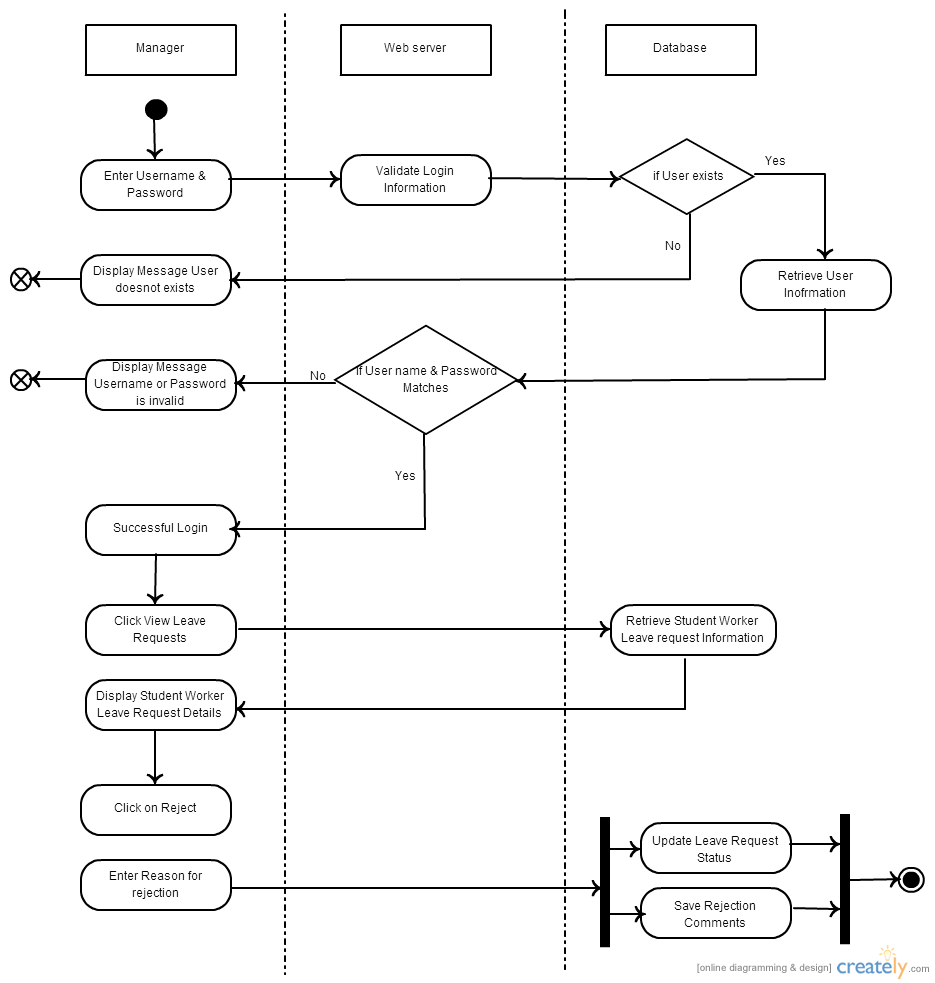 Manager
Web server
Database
Enter Username &
Password
Validate Login
Information
if User exists
Yes
No
Display Message User
doesnot exists
Retrieve User
Inofrmation
Display Message
Username or Password
is invalid
No
If User name & Password
Matches
Yes
Successful Login
Click View Leave
Requests
Retrieve Student Worker
Leave request Information
Display Student Worker
Leave Request Details
Click on Reject
Enter Reason for
rejection
Update Leave Request
Status
Save Rejection
Comments
[online diagramming & design] creately.com